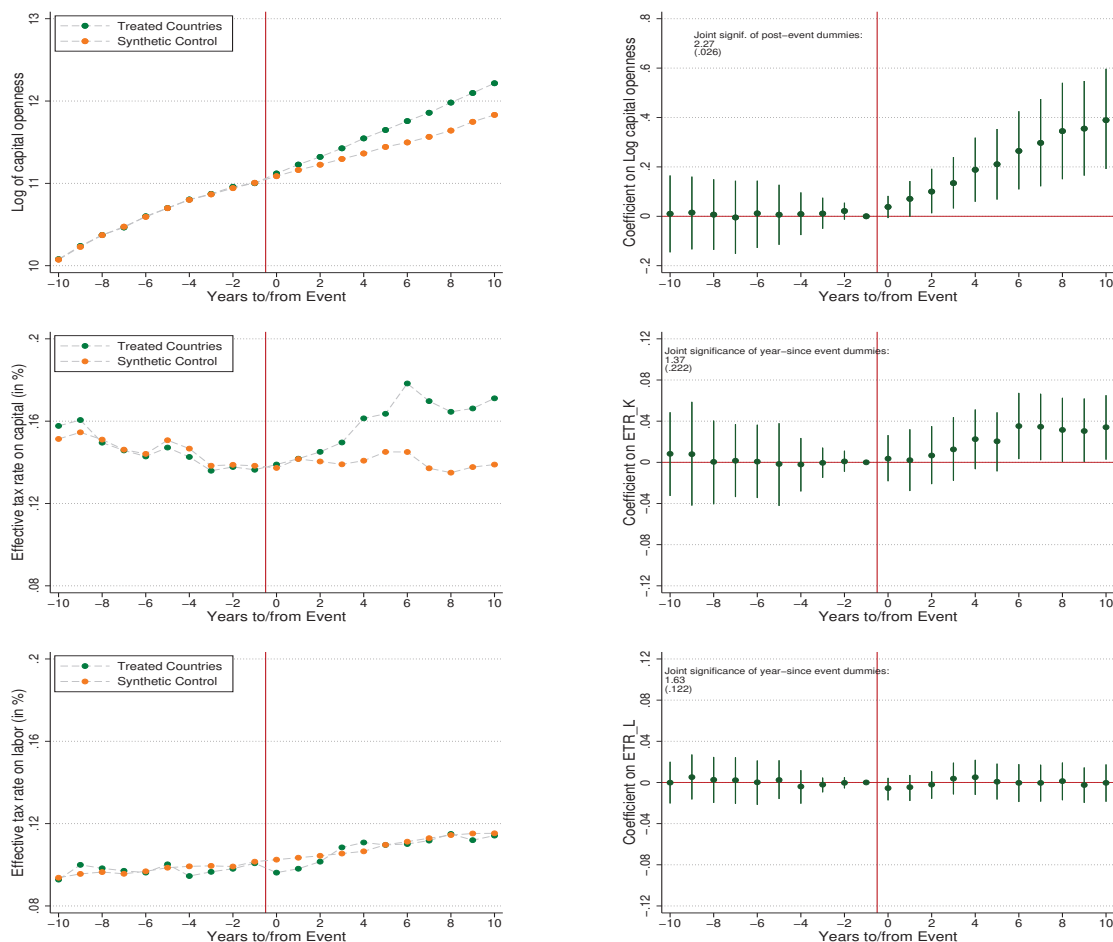 Log of capital openness
13
12
11
10
Treated Countries
Synthetic Control
−10 −8 −6 −4 −2 0 2 4 6 8 10
Years to/from Event
Coefficient on Log capital openness
.8
.6
.4
.2
0
−.2
Joint signif. of post−event dummies:
2.27
(.026)
−10 −8 −6 −4 −2 0 2 4 6 8 10
Years to/from Event
Effective tax rate on capital (in %)
.2
.16
.12
.08
Treated Countries
Synthetic Control
−10 −8 −6 −4 −2 0 2 4 6 8 10
Years to/from Event
Coefficient on ETR_K
.12
.08
.04
0
−.04
−.08
−.12
Joint significance of year−since event dummies:
1.37
(.222)
−10 −8 −6 −4 −2 0 2 4 6 8 10
Years to/from Event
Effective tax rate on labor (in %)
.2
.16
.12
.08
Treated Countries
Synthetic Control
−10 −8 −6 −4 −2 0 2 4 6 8 10
Years to/from Event
Coefficient on ETR_L
.12
.08
.04
0
−.04
−.08
−.12
Joint significance of year−since event dummies:
1.63
(.122)
−10 −8 −6 −4 −2 0 2 4 6 8 10
Years to/from Event